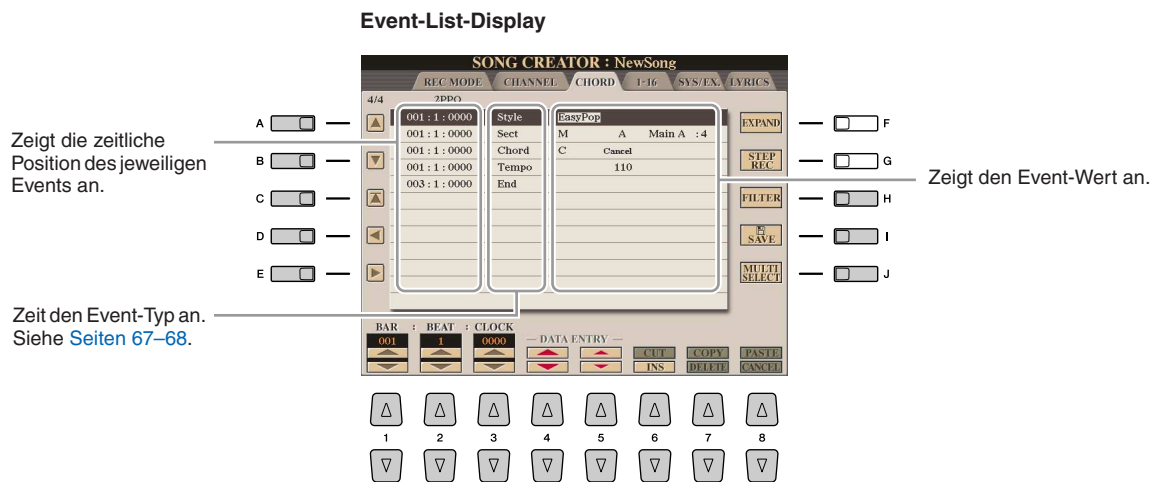 Event-List-Display
SONG CREATOR : NewSong
REC MODE CHANNEL CHORD 1-16 SYS/EX. LYRICS
4/4 2PPQ
001 : 1 : 0000 Style EasyPop
001 : 1 : 0000 Sect M A Main A : 4
001 : 1 : 0000 Chord C Cancel
001 : 1 : 0000 Tempo 110
003 : 1 : 0000 End
A
B
C
D
E
EXPAND F
STEP
REC G
FILTER H
SAVE I
MULTI
SELECT J
Zeigt die zeitliche
Position des jeweiligen
Events an.
Zeigt den Event-Wert an.
Zeit den Event-Typ an.
Siehe Seiten 67–68.
BAR : BEAT : CLOCK
001 1 0000
DATA ENTRY
CUT COPY PASTE
INS DELETE CANCEL
1 2 3 4 5 6 7 8